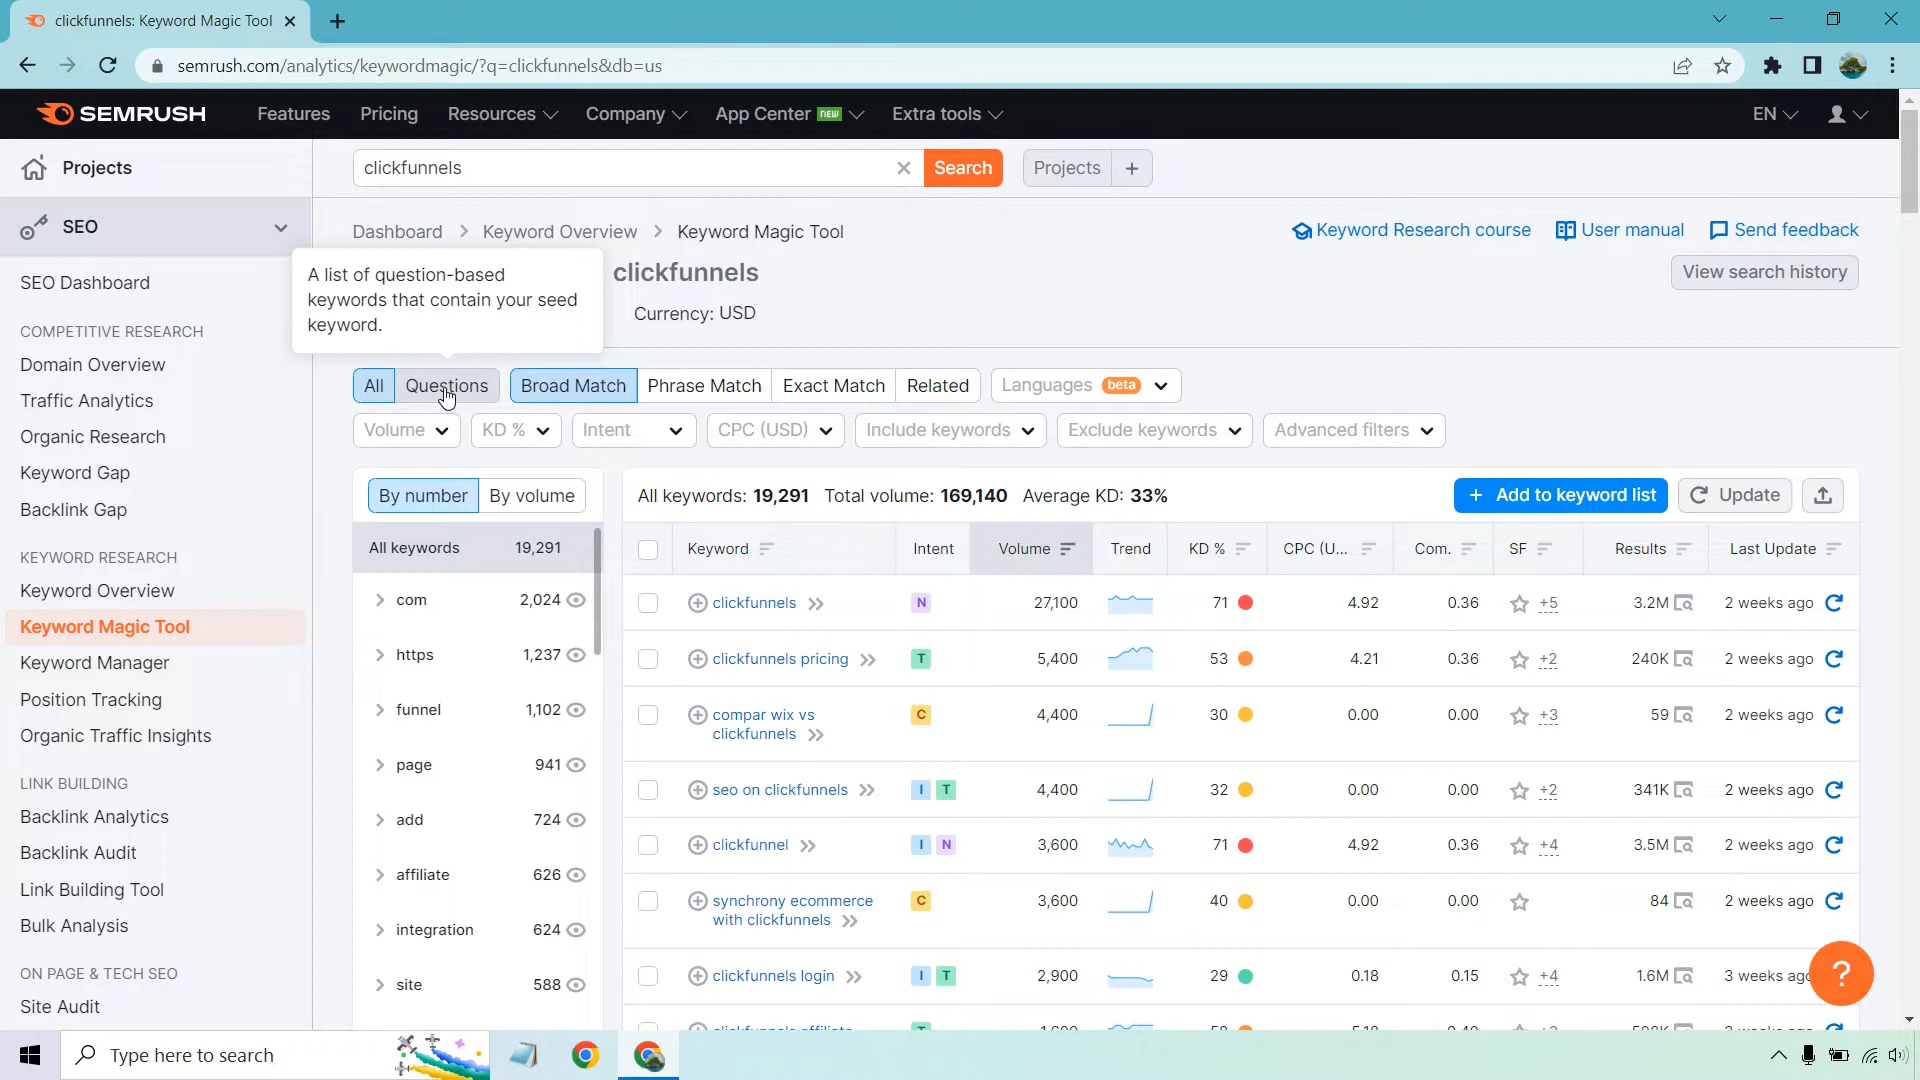 clickfunnels: Keyword Magic Tool
semrush.com/analytics/keywordmagic/?q=clickfunnels&db=us
SEMRUSH Features Pricing Resources Company App Center NEW Extra tools EN
Projects
clickfunnels Search Projects +
SEO
Dashboard > Keyword Overview > Keyword Magic Tool
Keyword Research course User manual Send feedback
clickfunnels
View search history
Currency: USD
A list of question-based
keywords that contain your seed
keyword.
SEO Dashboard
COMPETITIVE RESEARCH
Domain Overview
Traffic Analytics
Organic Research
Keyword Gap
Backlink Gap
KEYWORD RESEARCH
Keyword Overview
Keyword Magic Tool
Keyword Manager
Position Tracking
Organic Traffic Insights
LINK BUILDING
Backlink Analytics
Backlink Audit
Link Building Tool
Bulk Analysis
ON PAGE & TECH SEO
Site Audit
All Questions Broad Match Phrase Match Exact Match Related Languages beta
Volume KD % Intent CPC (USD) Include keywords Exclude keywords Advanced filters
By number By volume
All keywords 19,291
com 2,024
https 1,237
funnel 1,102
page 941
add 724
affiliate 626
integration 624
site 588
All keywords: 19,291 Total volume: 169,140 Average KD: 33%
+ Add to keyword list Update
Keyword Intent Volume Trend KD % CPC (U... Com. SF Results Last Update
clickfunnels N 27,100 71 4.92 0.36 +5 3.2M 2 weeks ago
clickfunnels pricing T 5,400 53 4.21 0.36 +2 240K 2 weeks ago
compar wix vs
clickfunnels C 4,400 30 0.00 0.00 +3 59 2 weeks ago
seo on clickfunnels I T 4,400 32 0.00 0.00 +2 341K 2 weeks ago
clickfunnel I N 3,600 71 4.92 0.36 +4 3.5M 2 weeks ago
synchrony ecommerce
with clickfunnels C 3,600 40 0.00 0.00 84 2 weeks ago
clickfunnels login I T 2,900 29 0.18 0.15 +4 1.6M 3 weeks ago
?
Type here to search